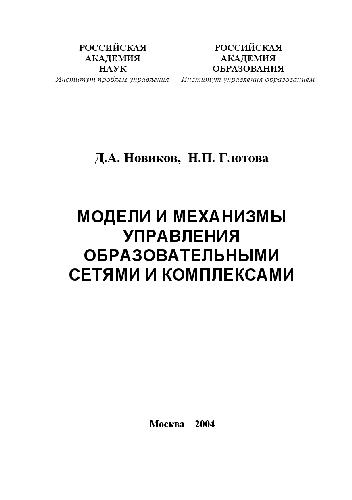 РОССИЙСКАЯ
АКАДЕМИЯ
НАУК
Институт проблем управления
РОССИЙСКАЯ
АКАДЕМИЯ
ОБРАЗОВАНИЯ
Институт управления образованием
Д.А. Новиков, Н.П. Глотова
МОДЕЛИ И МЕХАНИЗМЫ
УПРАВЛЕНИЯ
ОБРАЗОВАТЕЛЬНЫМИ
СЕТЯМИ И КОМПЛЕКСАМИ
Москва 2004